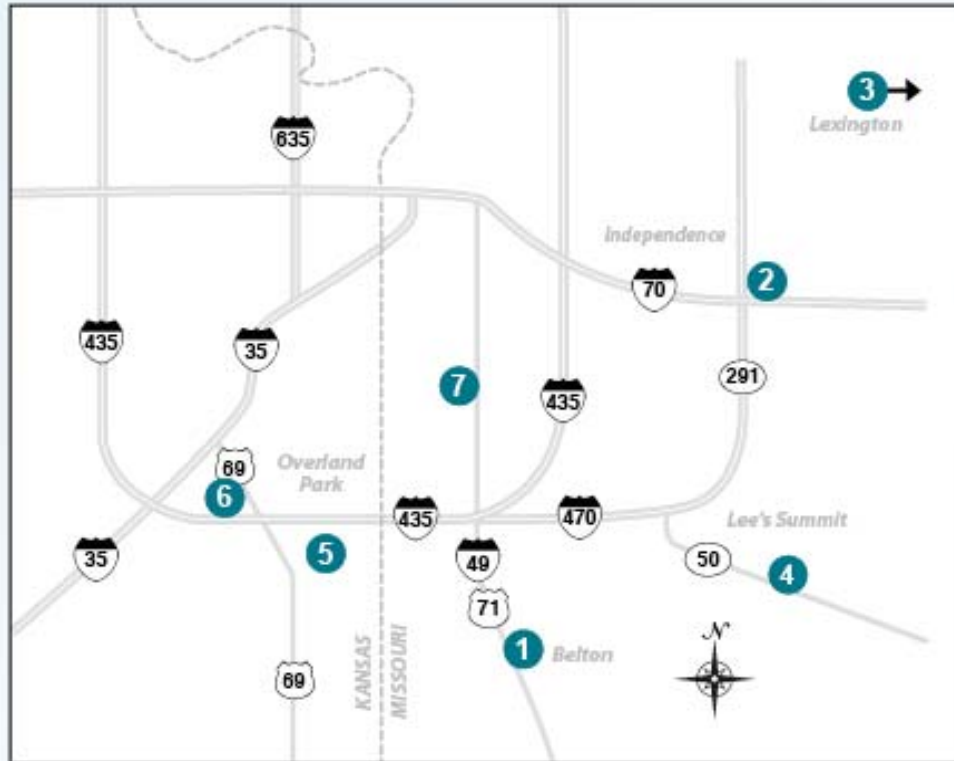 635
3
Lexington
Independence
2
70
435
35
291
7
435
69
Overland
Park
6
435
470
Lee's Summit
35
5
49
50
4
71
1
Belton
KANSAS
MISSOURI
N
69